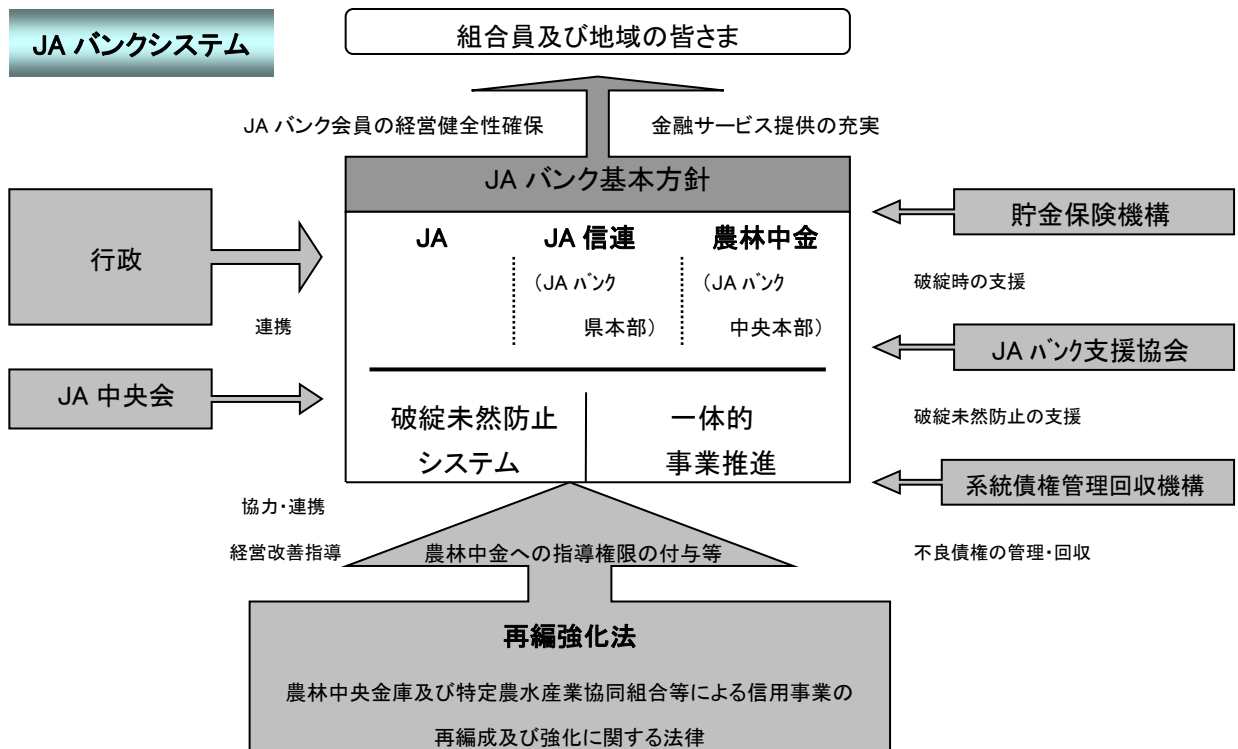 JA バンクシステム
組合員及び地域の皆さま
JA バンク会員の経営健全性確保
金融サービス提供の充実
JA バンク基本方針
行政
連携
JA 中央会
協力・連携
経営改善指導
JA
JA 信連
（JA バンク
県本部）
農林中金
（JA バンク
中央本部）
破綻未然防止
システム
一体的
事業推進
貯金保険機構
破綻時の支援
JA バンク支援協会
破綻未然防止の支援
系統債権管理回収機構
不良債権の管理・回収
農林中金への指導権限の付与等
再編強化法
農林中央金庫及び特定農水産業協同組合等による信用事業の
再編成及び強化に関する法律